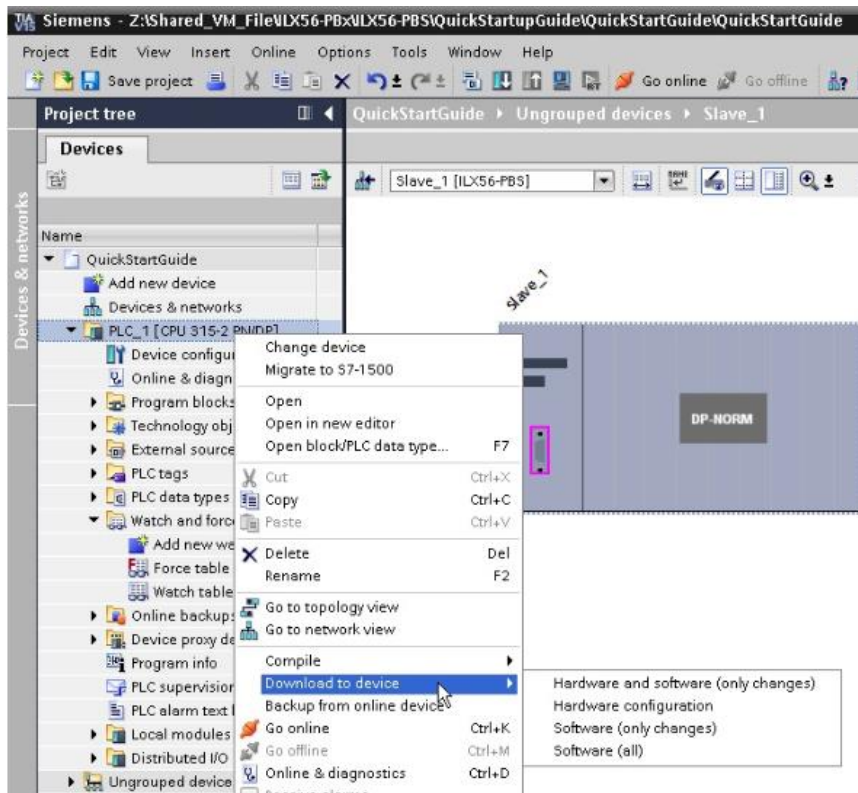 Siemens - Z:\Shared_VM_File\ILX56-PBx\ILX56-PBS\QuickStartupGuide\QuickStartGuide\QuickStartGuide
Project Edit View Insert Online Options Tools Window Help
Save project Go online Go offline
Project tree
QuickStartGuide Ungrouped devices Slave_1
Devices
Slave_1 [ILX56-PBS]
Devices & networks
Name
QuickStartGuide
Add new device
Devices & networks
PLC_1 [CPU 315-2 PN/DP]
Device configu
Online & diagn
Program blocks
Technology obj
External source
PLC tags
PLC data types
Watch and forc
Add new
Force table
Watch table
Online backup
Device proxy de
Program info
PLC supervision
PLC alarm text
Local modules
Distributed I/O
Ungrouped device
Change device
Migrate to S7-1500
Open
Open in new editor
Open block/PLC data type... F7
Cut Ctrl+X
Copy Ctrl+C
Paste Ctrl+V
Delete Del
Rename F2
Go to topology view
Go to network view
Compile
Download to device
Backup from online device
Go online Ctrl+K
Go offline Ctrl+M
Online & diagnostics Ctrl+D
Hardware and software (only changes)
Hardware configuration
Software (only changes)
Software (all)
slave_1
DP-NORM